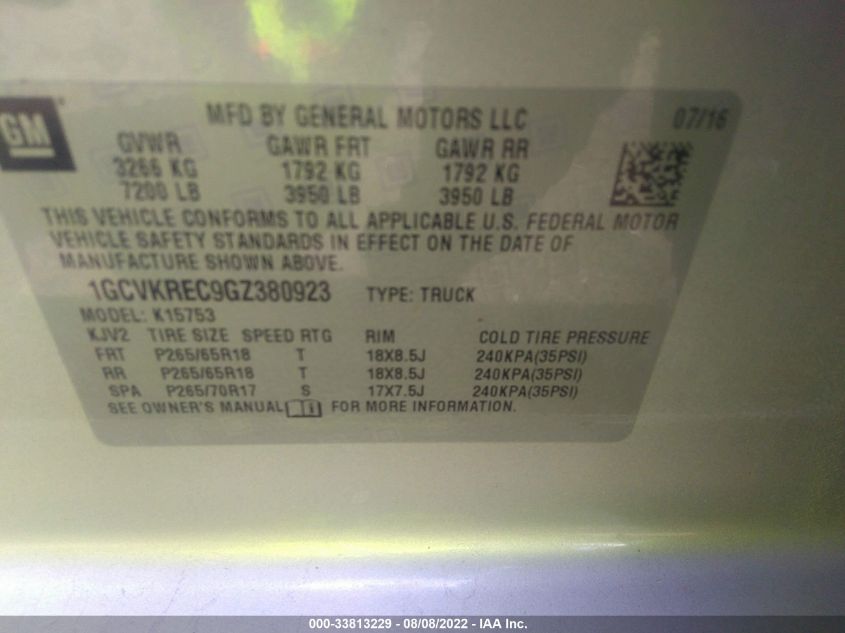 GM
MFD BY GENERAL MOTORS LLC 07/16
GVWR GAWR FRT GAWR RR
3266 KG 1792 KG 1792 KG
7200 LB 3950 LB 3950 LB
THIS VEHICLE CONFORMS TO ALL APPLICABLE U.S. FEDERAL MOTOR
VEHICLE SAFETY STANDARDS IN EFFECT ON THE DATE OF
MANUFACTURE SHOWN ABOVE.
1GCVKREC9GZ380923 TYPE: TRUCK
MODEL: K15753
KJV2 TIRE SIZE SPEED RTG RIM COLD TIRE PRESSURE
FRT P265/65R18 T 18X8.5J 240KPA(35PSI)
RR P265/65R18 T 18X8.5J 240KPA(35PSI)
SPA P265/70R17 S 17X7.5J 240KPA(35PSI)
SEE OWNER'S MANUAL FOR MORE INFORMATION.
000-33813229 - 08/08/2022 - IAA Inc.